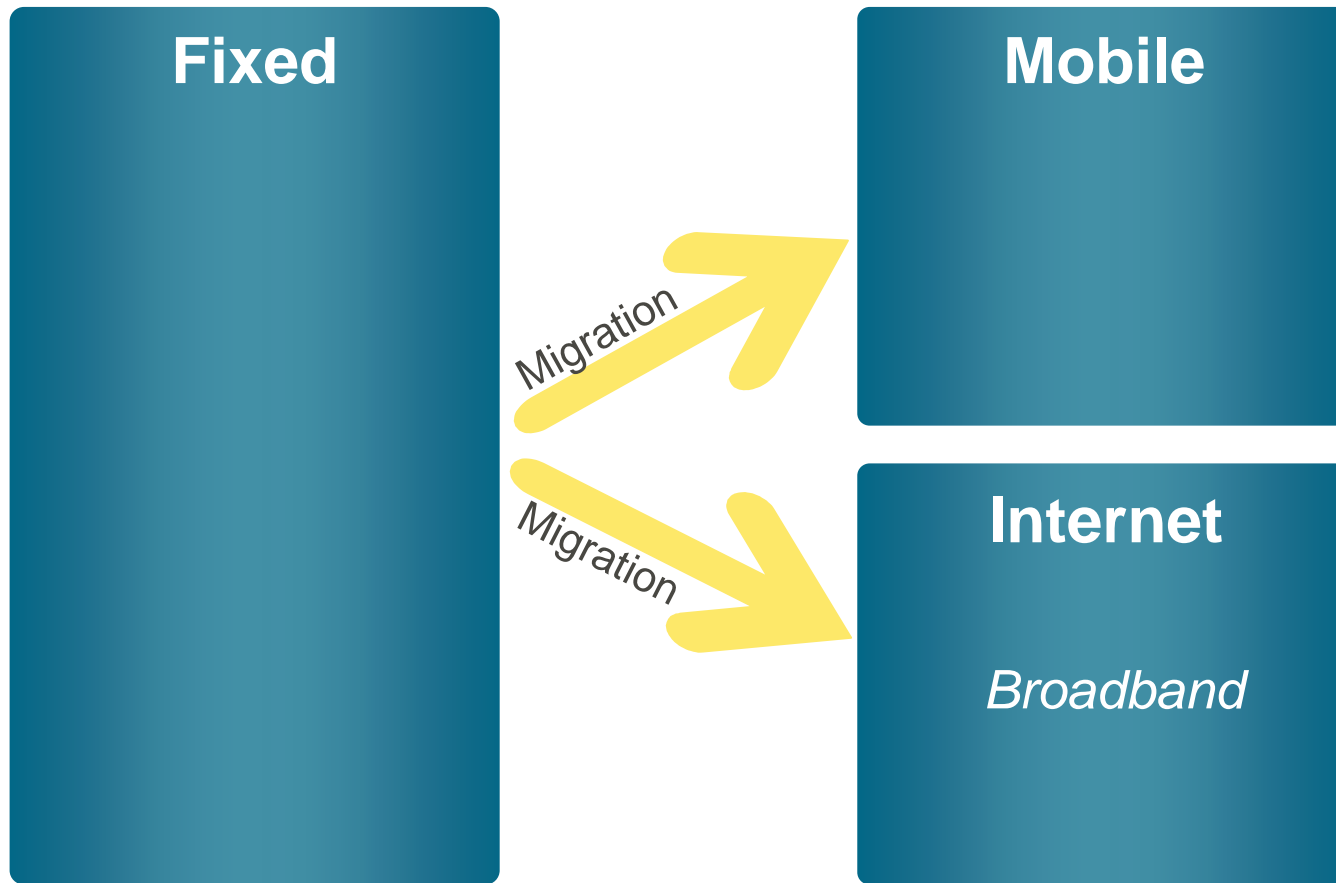 Fixed
Mobile
Migration
Migration
Internet
Broadband